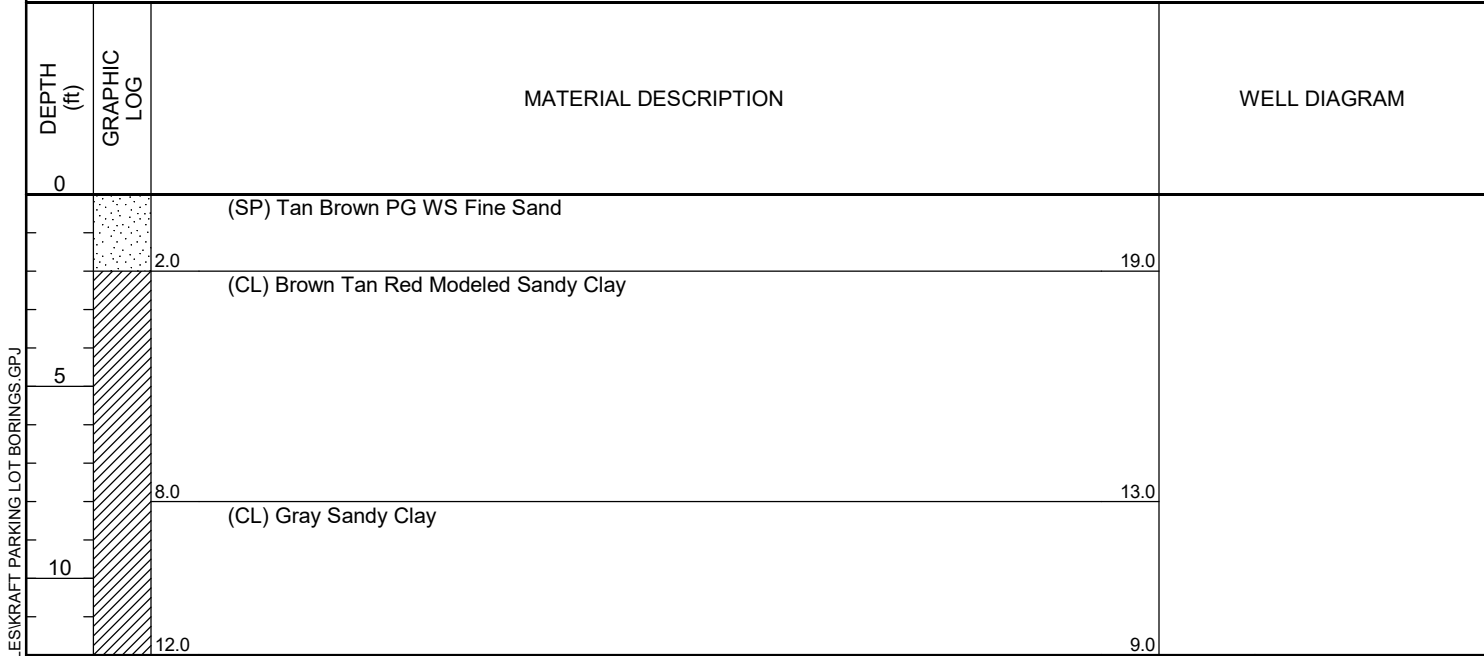 DEPTH
(ft)
GRAPHIC
LOG
MATERIAL DESCRIPTION
WELL DIAGRAM
0
(SP) Tan Brown PG WS Fine Sand
2.0 19.0
(CL) Brown Tan Red Modeled Sandy Clay
5
8.0 13.0
(CL) Gray Sandy Clay
10
12.0 9.0
LES\KRAFT PARKING LOT BORINGS.GPJ